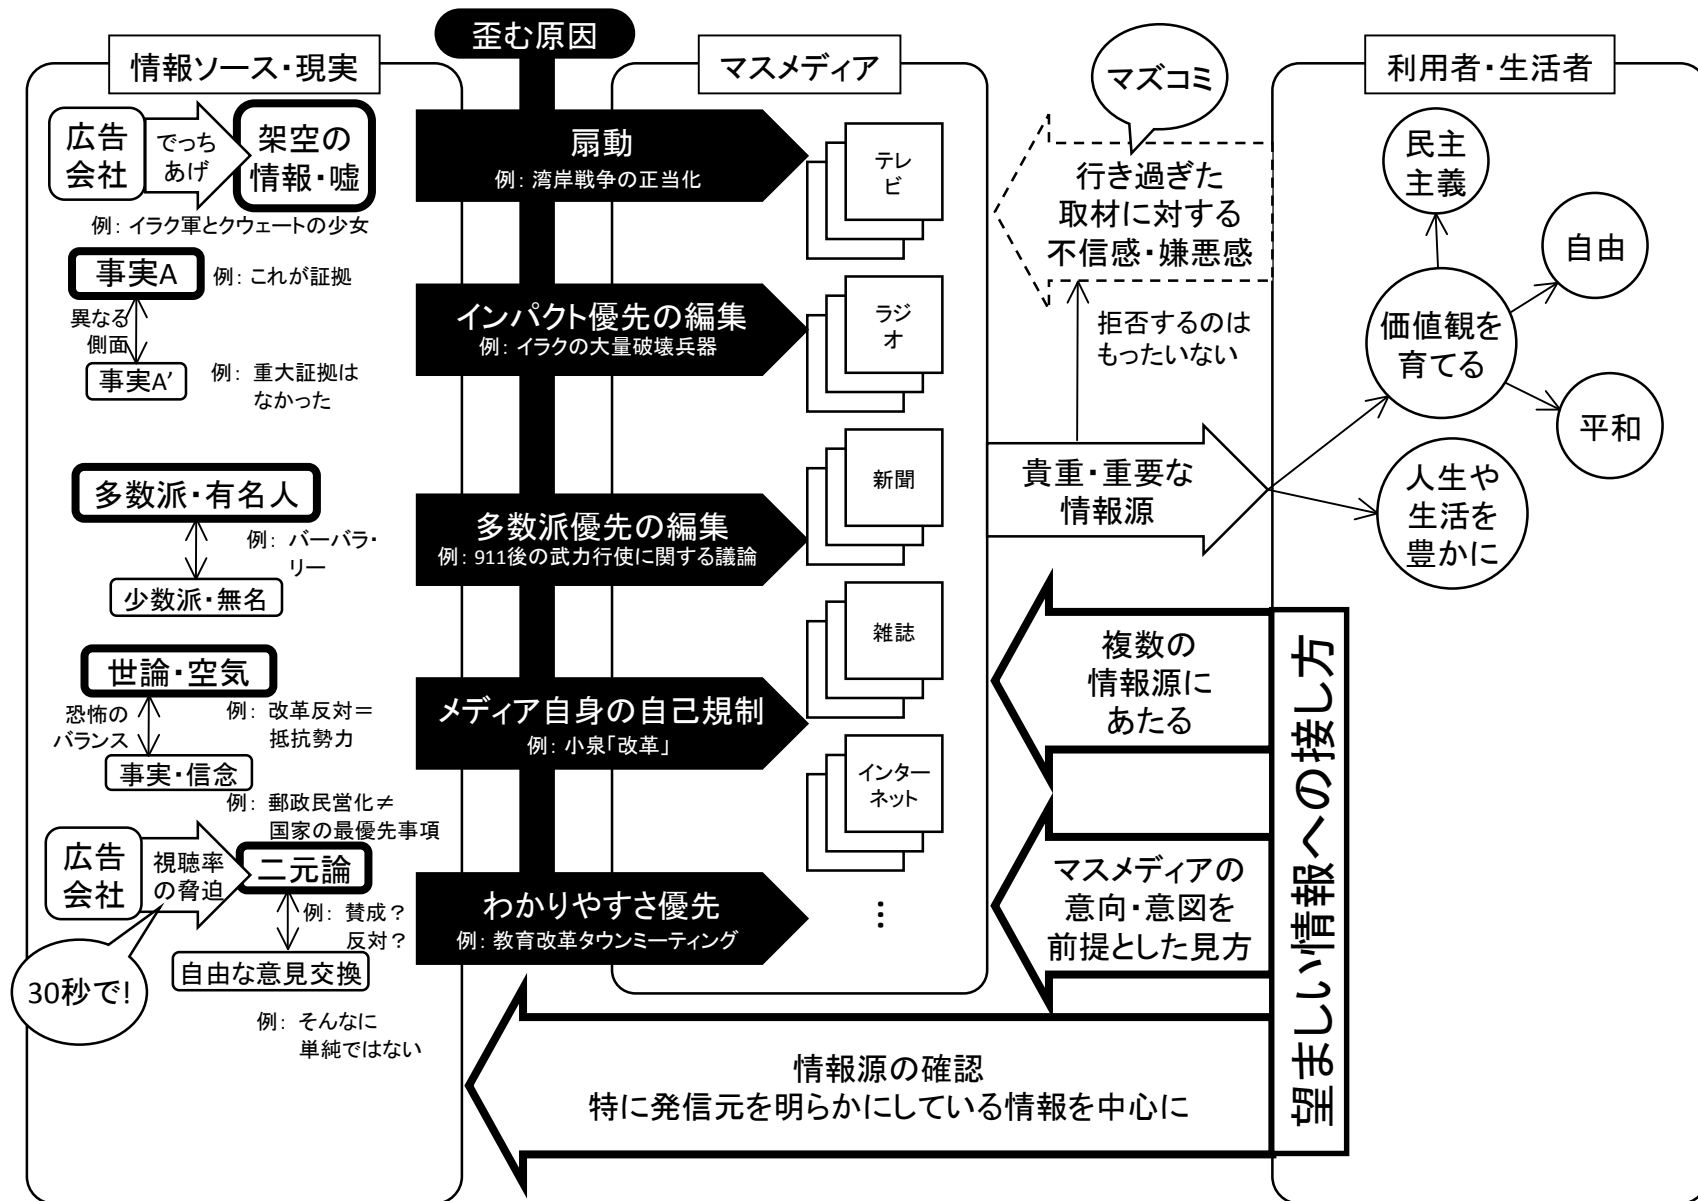 歪む原因
情報ソース・現実
広告
会社
でっち
あげ
架空の
情報・嘘
例：イラク軍とクウェートの少女
事実A
例：これが証拠
異なる
側面
事実A'
例：重大証拠は
なかった
多数派・有名人
例：バーバラ・
リー
少数派・無名
世論・空気
恐怖の
バランス
例：改革反対＝
抵抗勢力
事実・信念
例：郵政民営化≠
国家の最優先事項
広告
会社
視聴率
の脅迫
二元論
例：賛成？
反対？
30秒で!
自由な意見交換
例：そんなに
単純ではない
扇動
例：湾岸戦争の正当化
インパクト優先の編集
例：イラクの大量破壊兵器
多数派優先の編集
例：911後の武力行使に関する議論
メディア自身の自己規制
例：小泉「改革」
わかりやすさ優先
例：教育改革タウンミーティング
マスメディア
テレ
ビ
ラジ
オ
新聞
雑誌
インター
ネット
…
マズコミ
行き過ぎた
取材に対する
不信感・嫌悪感
拒否するのは
もったいない
貴重・重要な
情報源
利用者・生活者
民主
主義
自由
価値観を
育てる
平和
人生や
生活を
豊かに
複数の
情報源に
あたる
マスメディアの
意向・意図を
前提とした見方
情報源の確認
特に発信元を明らかにしている情報を中心に
望ましい情報への接し方